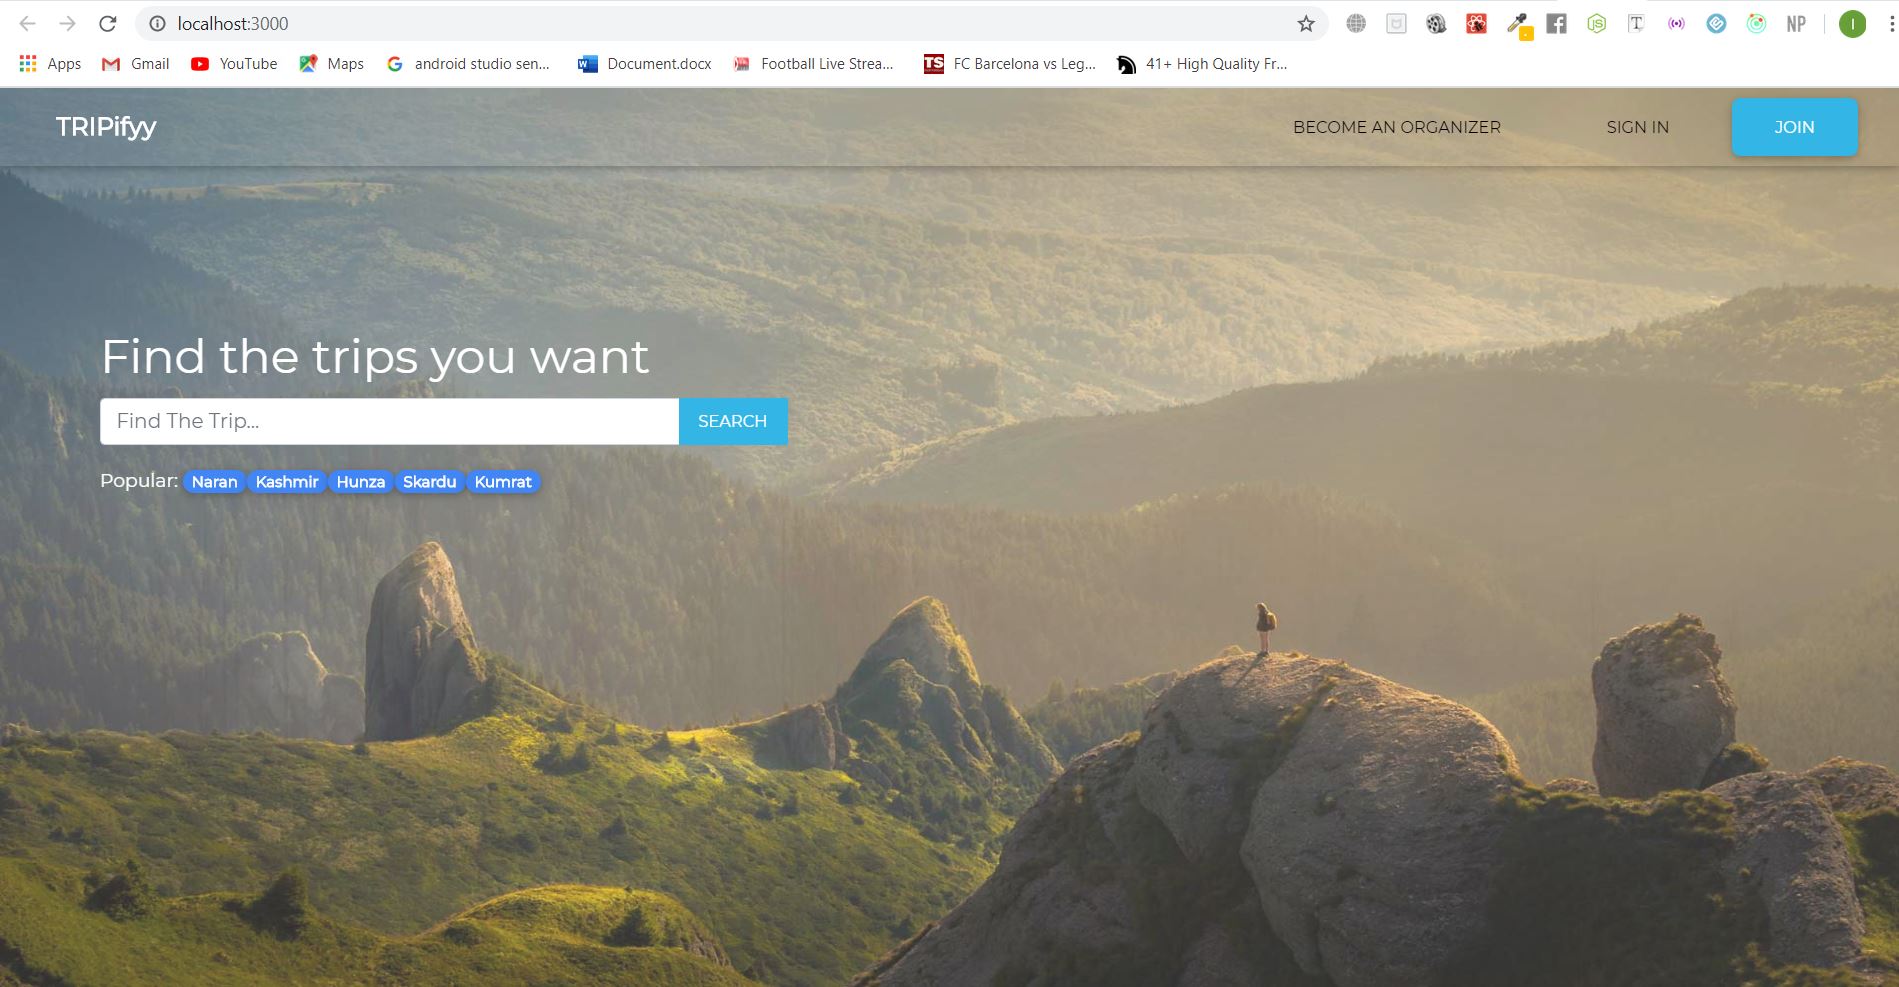 localhost:3000
Apps Gmail YouTube Maps android studio sen... Document.docx Football Live Strea... TS FC Barcelona vs Leg... 41+ High Quality Fr...
TRIPifyy BECOME AN ORGANIZER SIGN IN JOIN
Find the trips you want
Find The Trip... SEARCH
Popular: Naran Kashmir Hunza Skardu Kumrat